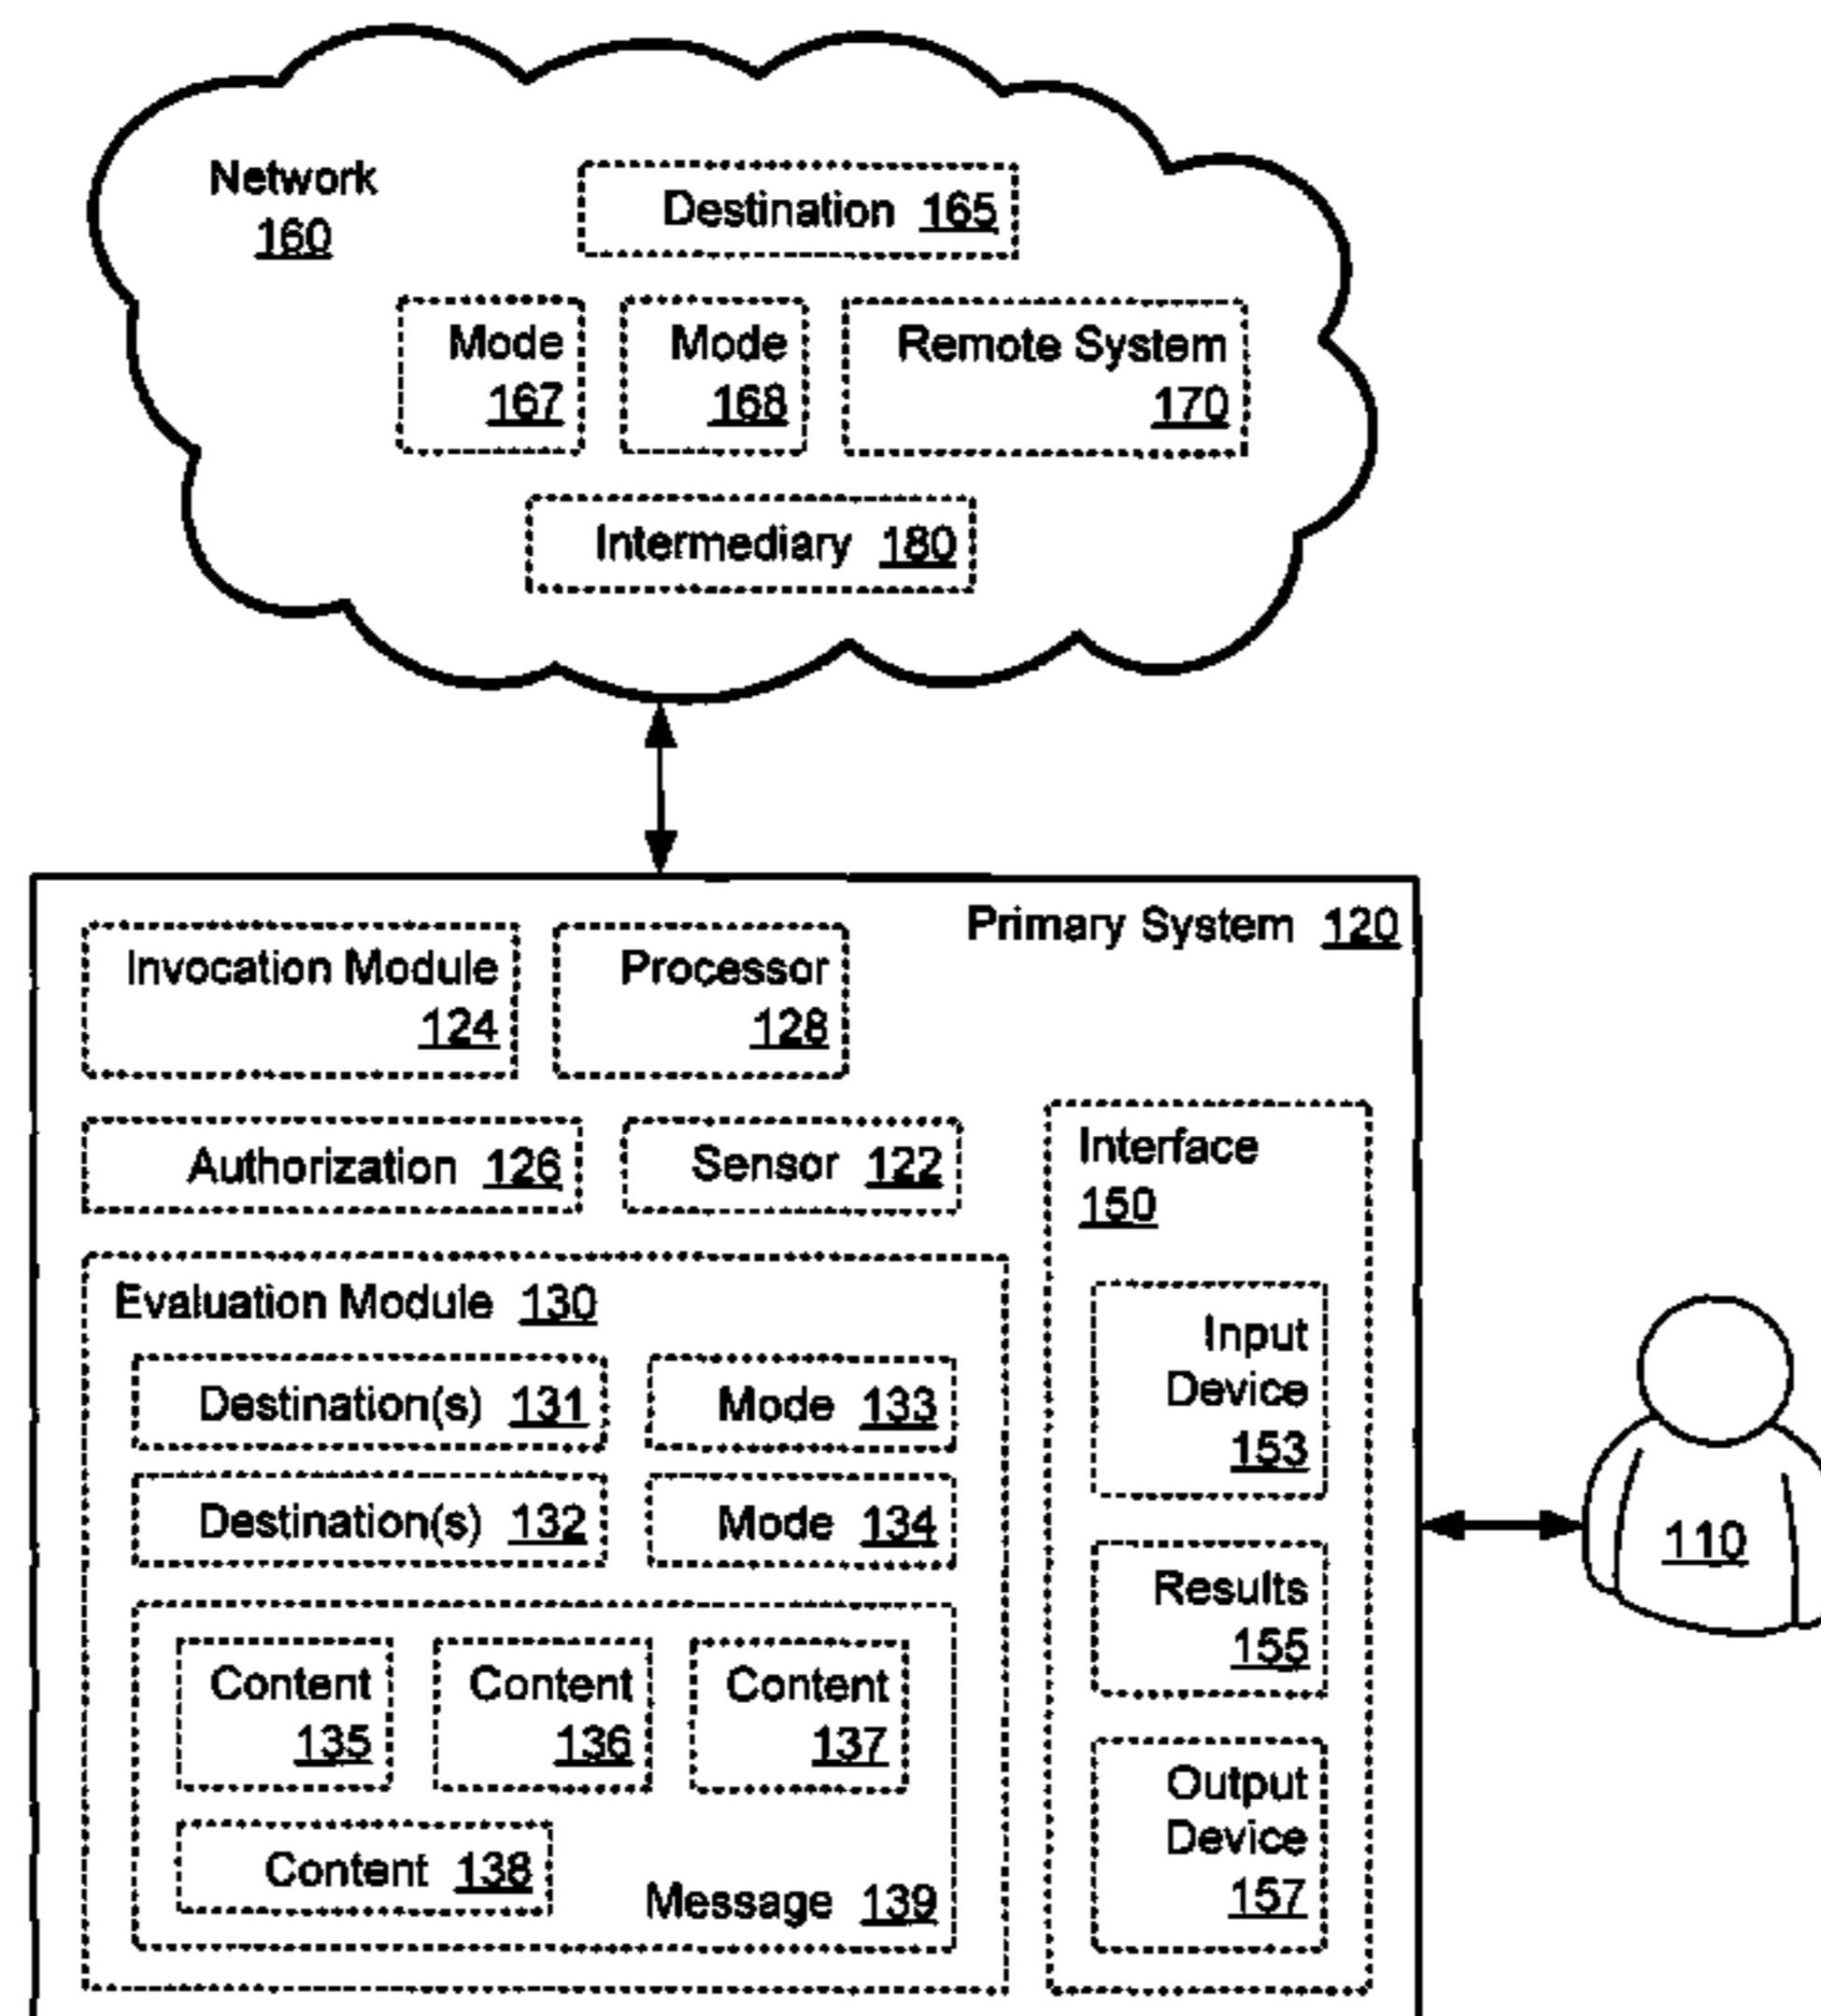 Network
160
Destination 165
Mode
167
Mode
168
Remote System
170
Intermediary 180
Primary System 120
Invocation Module
124
Processor
128
Authorization 126
Sensor 122
Interface
150
Evaluation Module 130
Destination(s) 131
Mode 133
Destination(s) 132
Mode 134
Content
135
Content
136
Content
137
Content 138
Message 139
Input
Device
153
Results
155
Output
Device
157
110